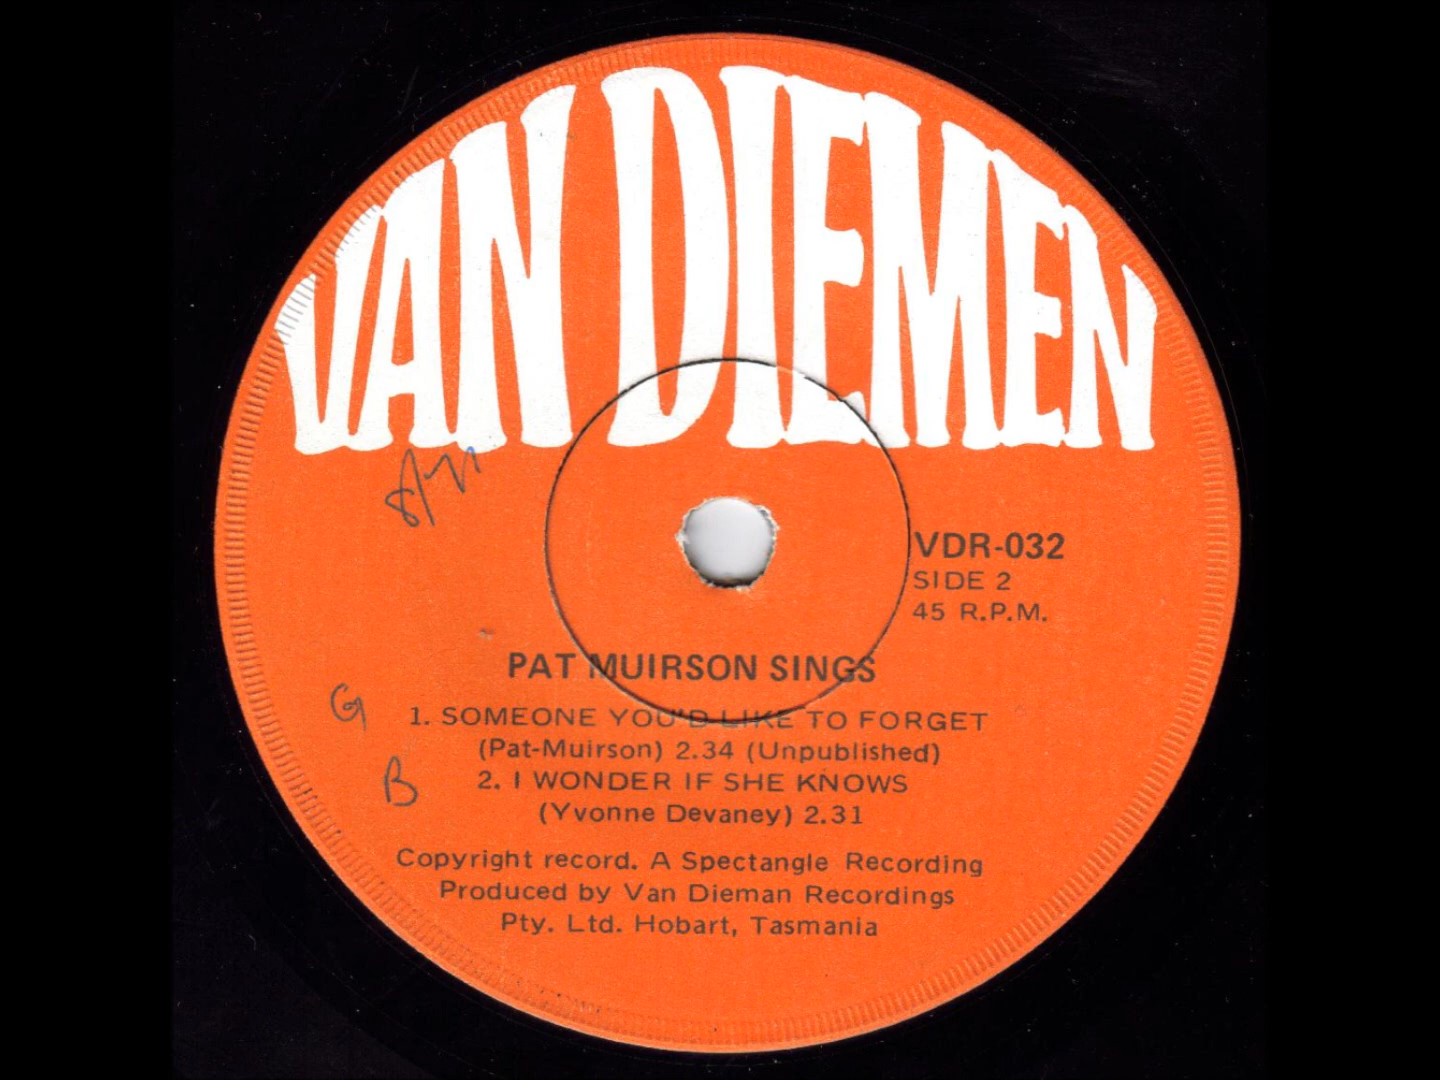 VAN DIEMEN
VDR-032
SIDE 2
45 R.P.M.
PAT MUIRSON SINGS
G 1. SOMEONE YOU'D LIKE TO FORGET
(Pat-Muirson) 2.34 (Unpublished)
B 2. I WONDER IF SHE KNOWS
(Yvonne Devaney) 2.31
Copyright record. A Spectangle Recording
Produced by Van Dieman Recordings
Pty. Ltd. Hobart, Tasmania